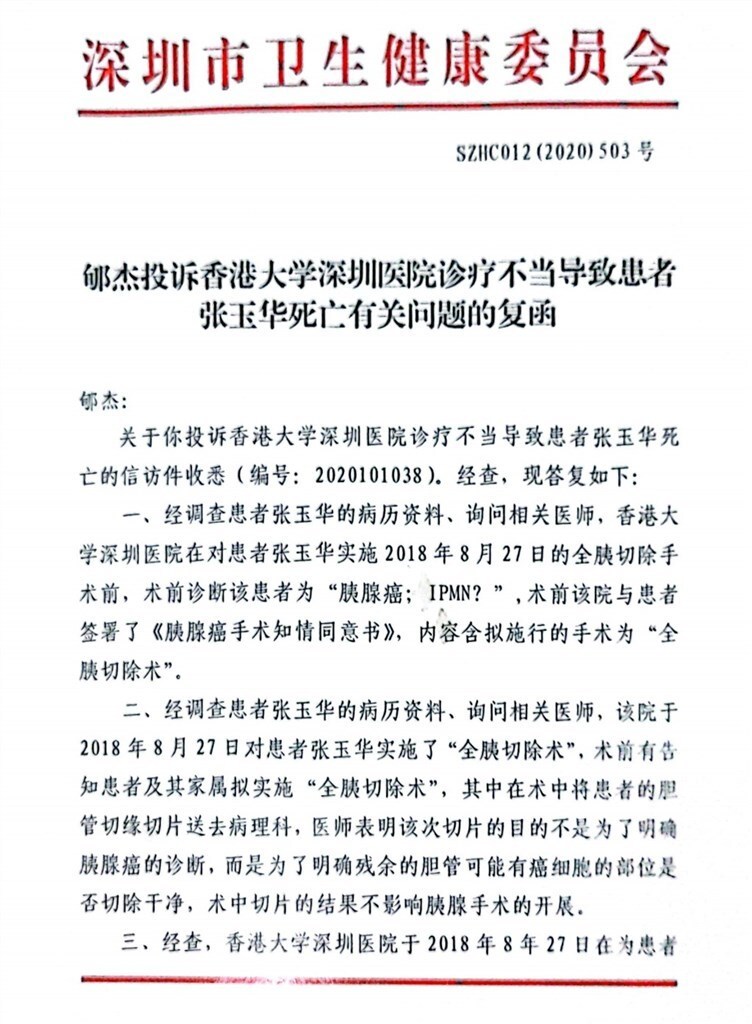 深圳市卫生健康委员会
SZHC012(2020)503 号
郇杰投诉香港大学深圳医院诊疗不当导致患者
张玉华死亡有关问题的复函
郇杰：
关于你投诉香港大学深圳医院诊疗不当导致患者张玉华死
亡的信访件收悉（编号：2020101038）。经查，现答复如下：
一、经调查患者张玉华的病历资料、询问相关医师，香港大
学深圳医院在对患者张玉华实施 2018 年 8 月 27 日的全胰切除手
术前，术前诊断该患者为“胰腺癌；IPMN？”,术前该院与患者
签署了《胰腺癌手术知情同意书》，内容含拟施行的手术为“全
胰切除术”。
二、经调查患者张玉华的病历资料、询问相关医师，该院于
2018 年 8 月 27 日对患者张玉华实施了“全胰切除术”，术前有告
知患者及其家属拟实施“全胰切除术”，其中在术中将患者的胆
管切缘切片送去病理科，医师表明该次切片的目的不是为了明确
胰腺癌的诊断，而是为了明确残余的胆管可能有癌细胞的部位是
否切除干净，术中切片的结果不影响胰腺手术的开展。
三、经查，香港大学深圳医院于 2018 年 8 年 27 日在为患者